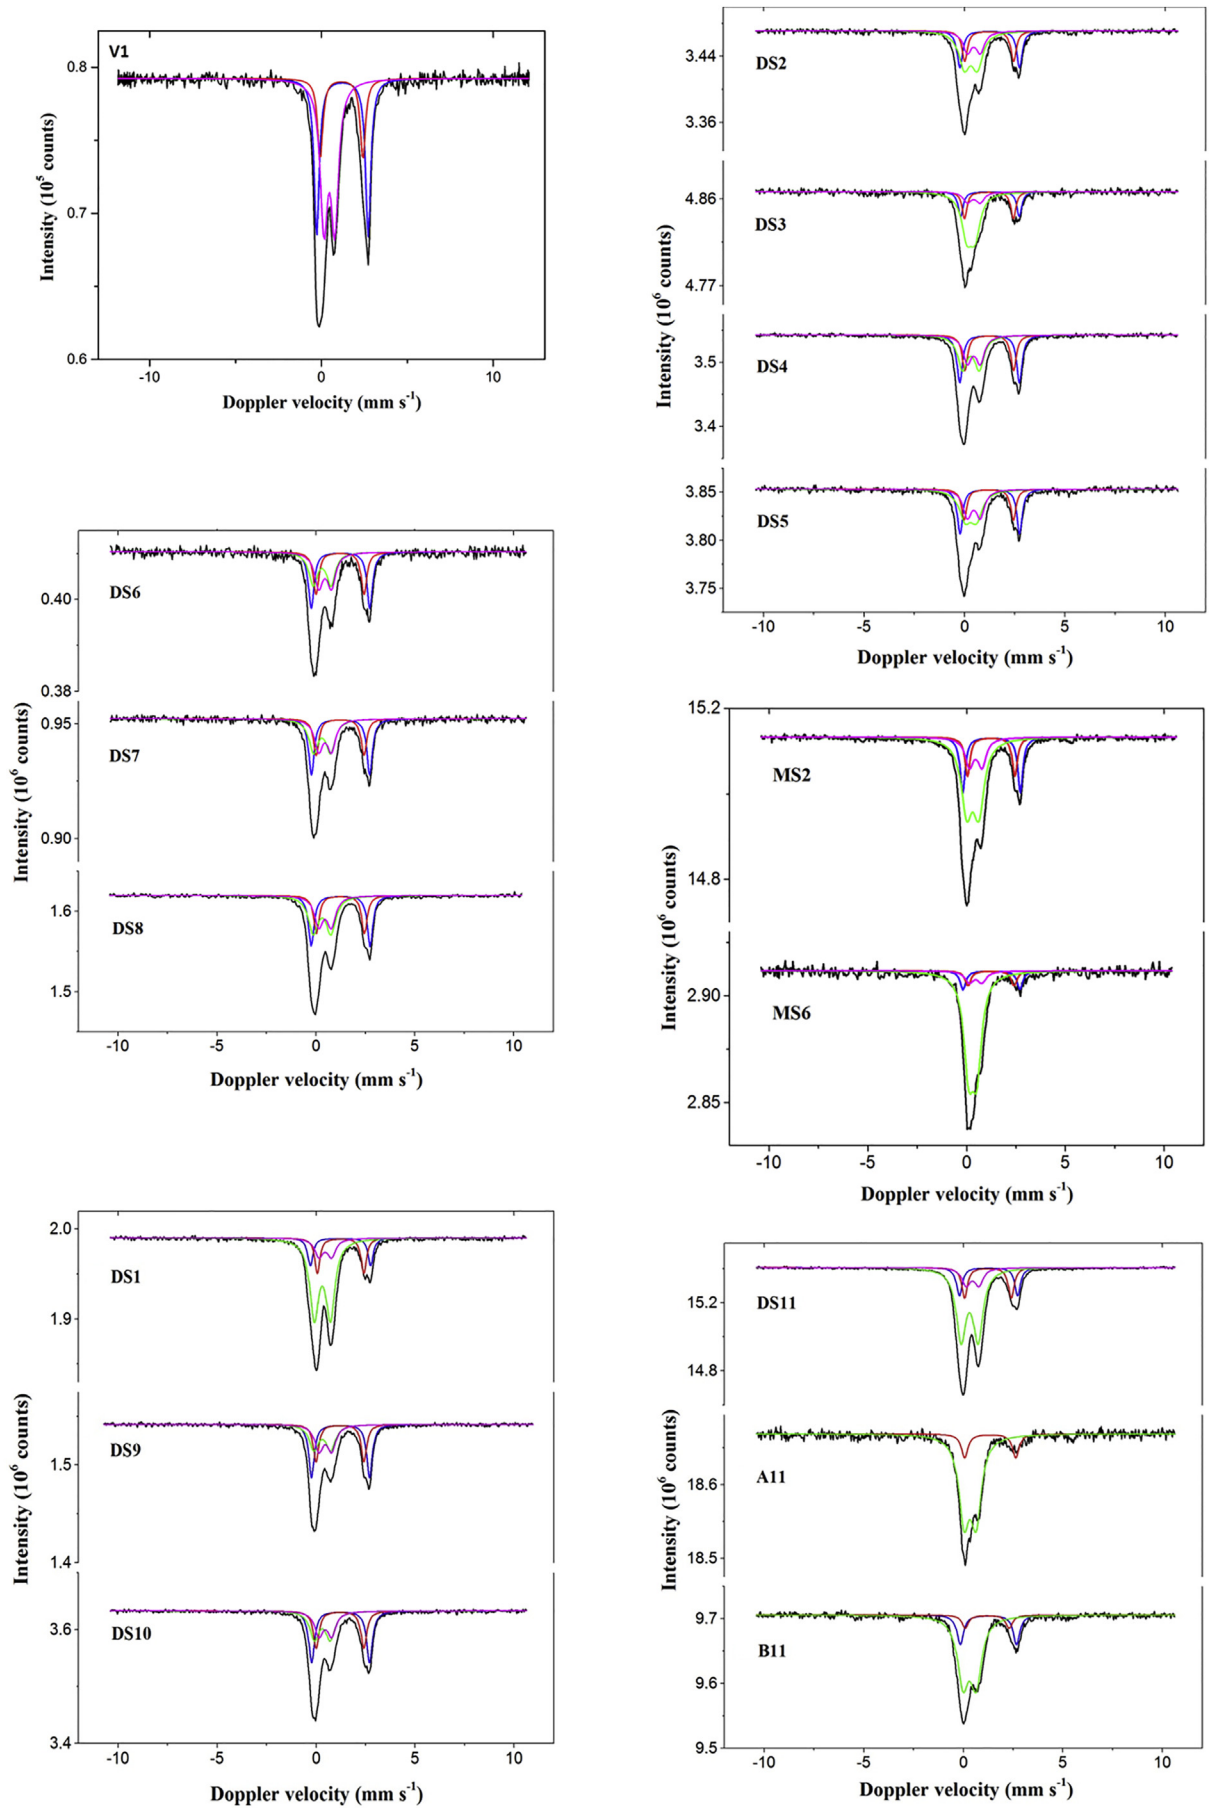 V1
0.8
0.7
0.6
-10 0 10
Intensity (10⁵ counts)
Doppler velocity (mm s⁻¹)
DS2
3.44
3.36
DS3
4.86
4.77
DS4
3.5
3.4
DS5
3.85
3.80
3.75
-10 -5 0 5 10
Intensity (10⁶ counts)
Doppler velocity (mm s⁻¹)
DS6
0.40
0.38
DS7
0.95
0.90
DS8
1.6
1.5
-10 -5 0 5 10
Intensity (10⁶ counts)
Doppler velocity (mm s⁻¹)
15.2
MS2
14.8
2.90
MS6
2.85
-10 -5 0 5 10
Intensity (10⁶ counts)
Doppler velocity (mm s⁻¹)
2.0
DS1
1.9
DS9
1.5
1.4
DS10
3.6
3.4
-10 -5 0 5 10
Intensity (10⁶ counts)
Doppler velocity (mm s⁻¹)
DS11
15.2
14.8
A11
18.6
18.5
9.7
B11
9.6
9.5
-10 -5 0 5 10
Intensity (10⁶ counts)
Doppler velocity (mm s⁻¹)